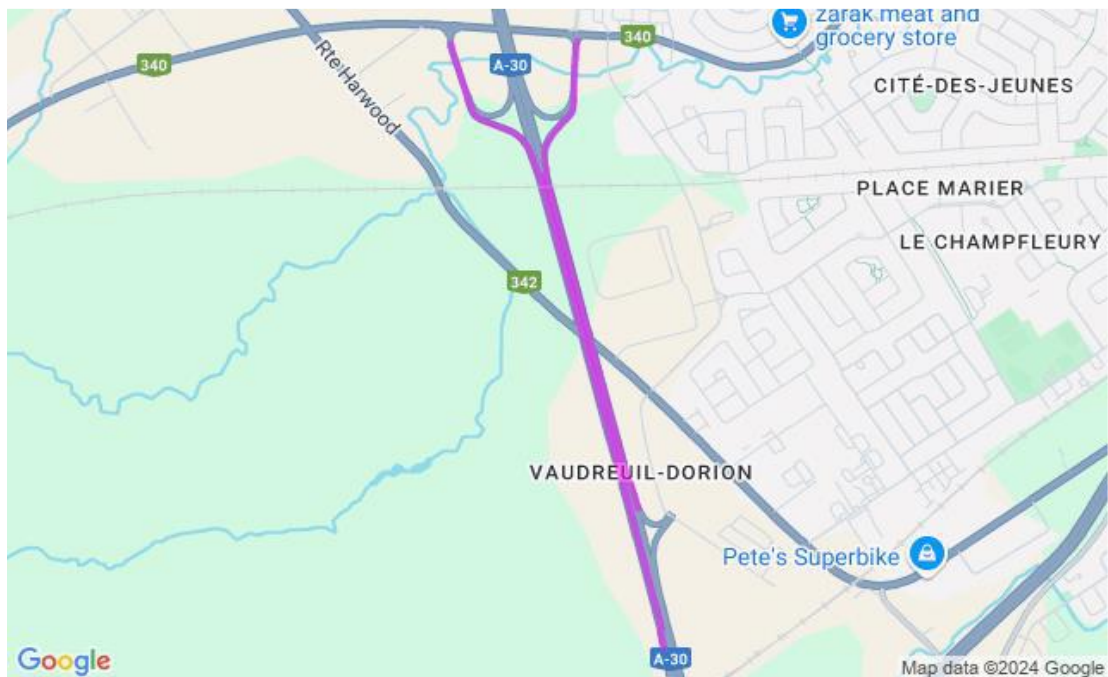 zarak meat and
grocery store
340
A-30
340
CITÉ-DES-JEUNES
Rte Harwood
PLACE MARIER
LE CHAMPFLEURY
342
VAUDREUIL-DORION
Pete's Superbike
A-30
Google
Map data ©2024 Google